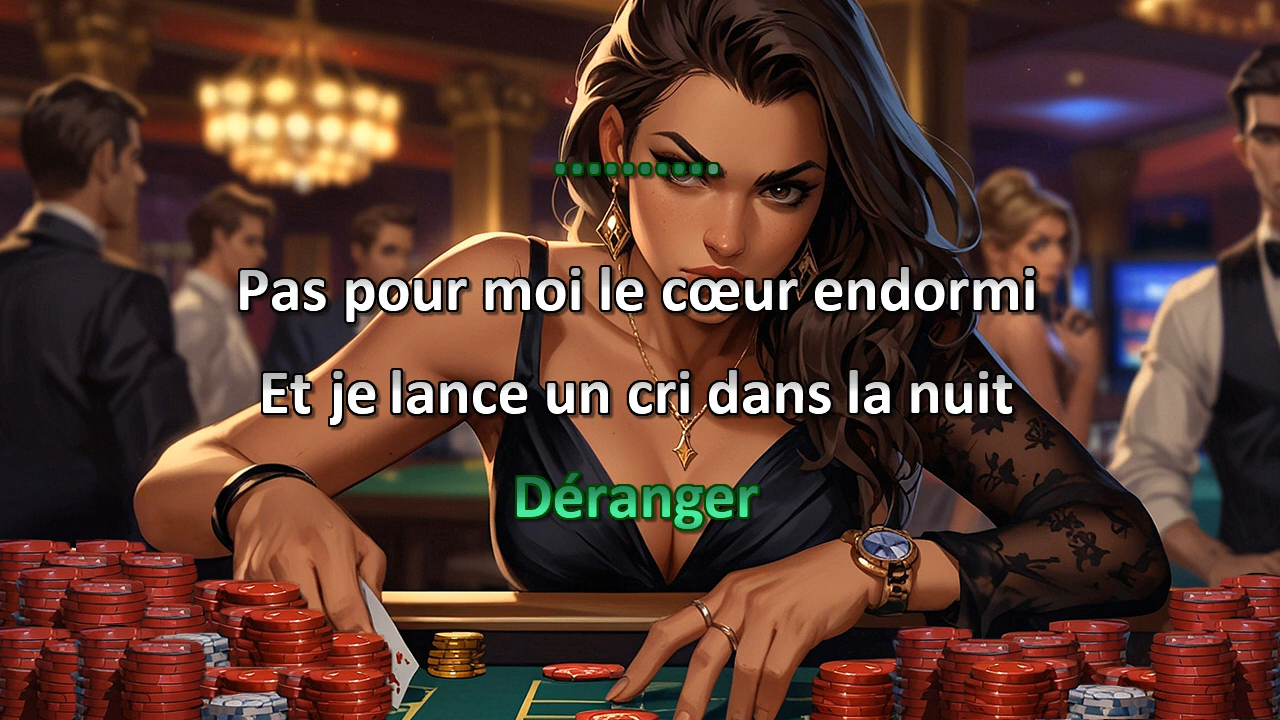 ..........
Pas pour moi le cœur endormi
Et je lance un cri dans la nuit
Déranger